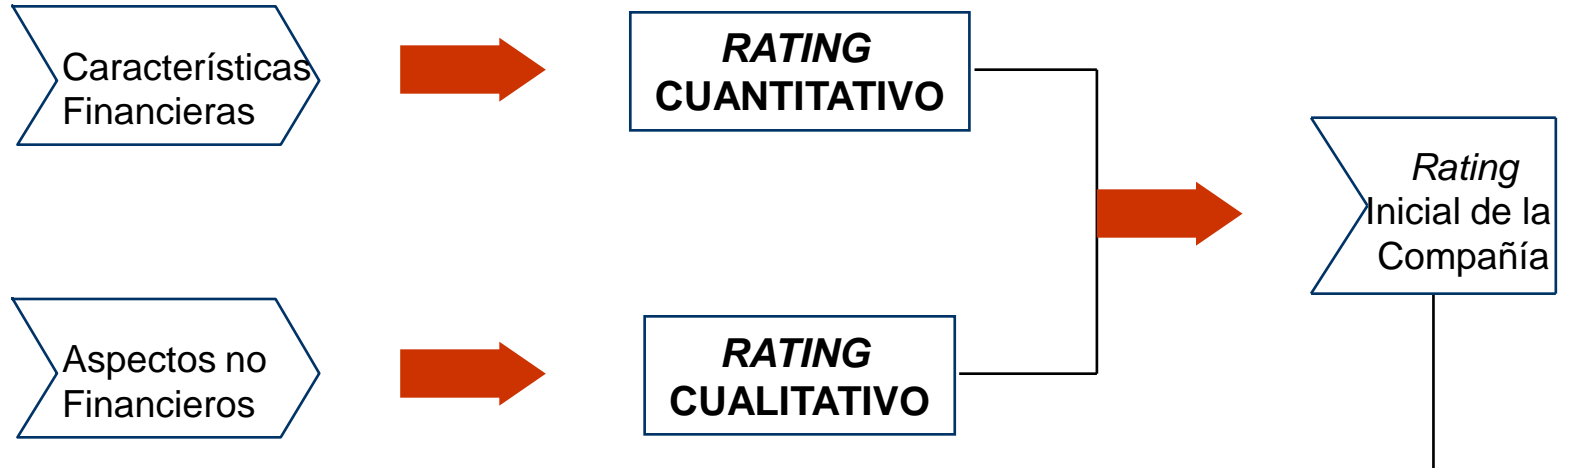 Características
Financieras
RATING
CUANTITATIVO
Rating
Inicial de la
Compañía
Aspectos no
Financieros
RATING
CUALITATIVO